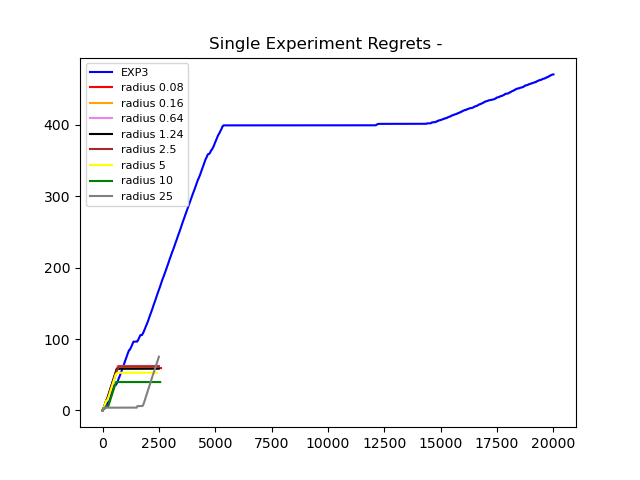 Single Experiment Regrets -
EXP3
radius 0.08
radius 0.16
radius 0.64
radius 1.24
radius 2.5
radius 5
radius 10
radius 25
400
300
200
100
0
0 2500 5000 7500 10000 12500 15000 17500 20000